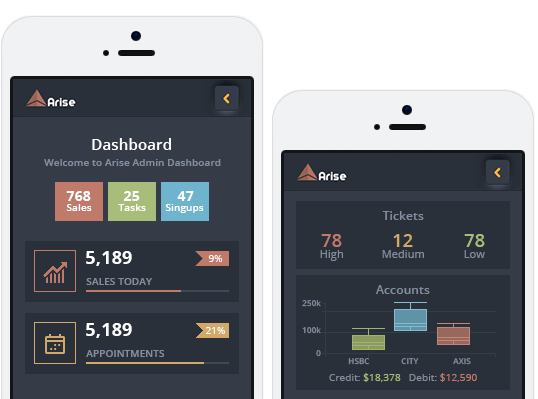 Arise
Dashboard
Welcome to Arise Admin Dashboard
768
Sales
25
Tasks
47
Singups
5,189
9%
SALES TODAY
5,189
21%
APPOINTMENTS
Arise
Tickets
78 12 78
High Medium Low
Accounts
250k
100k
0
HSBC CITY AXIS
Credit: $18,378 Debit: $12,590